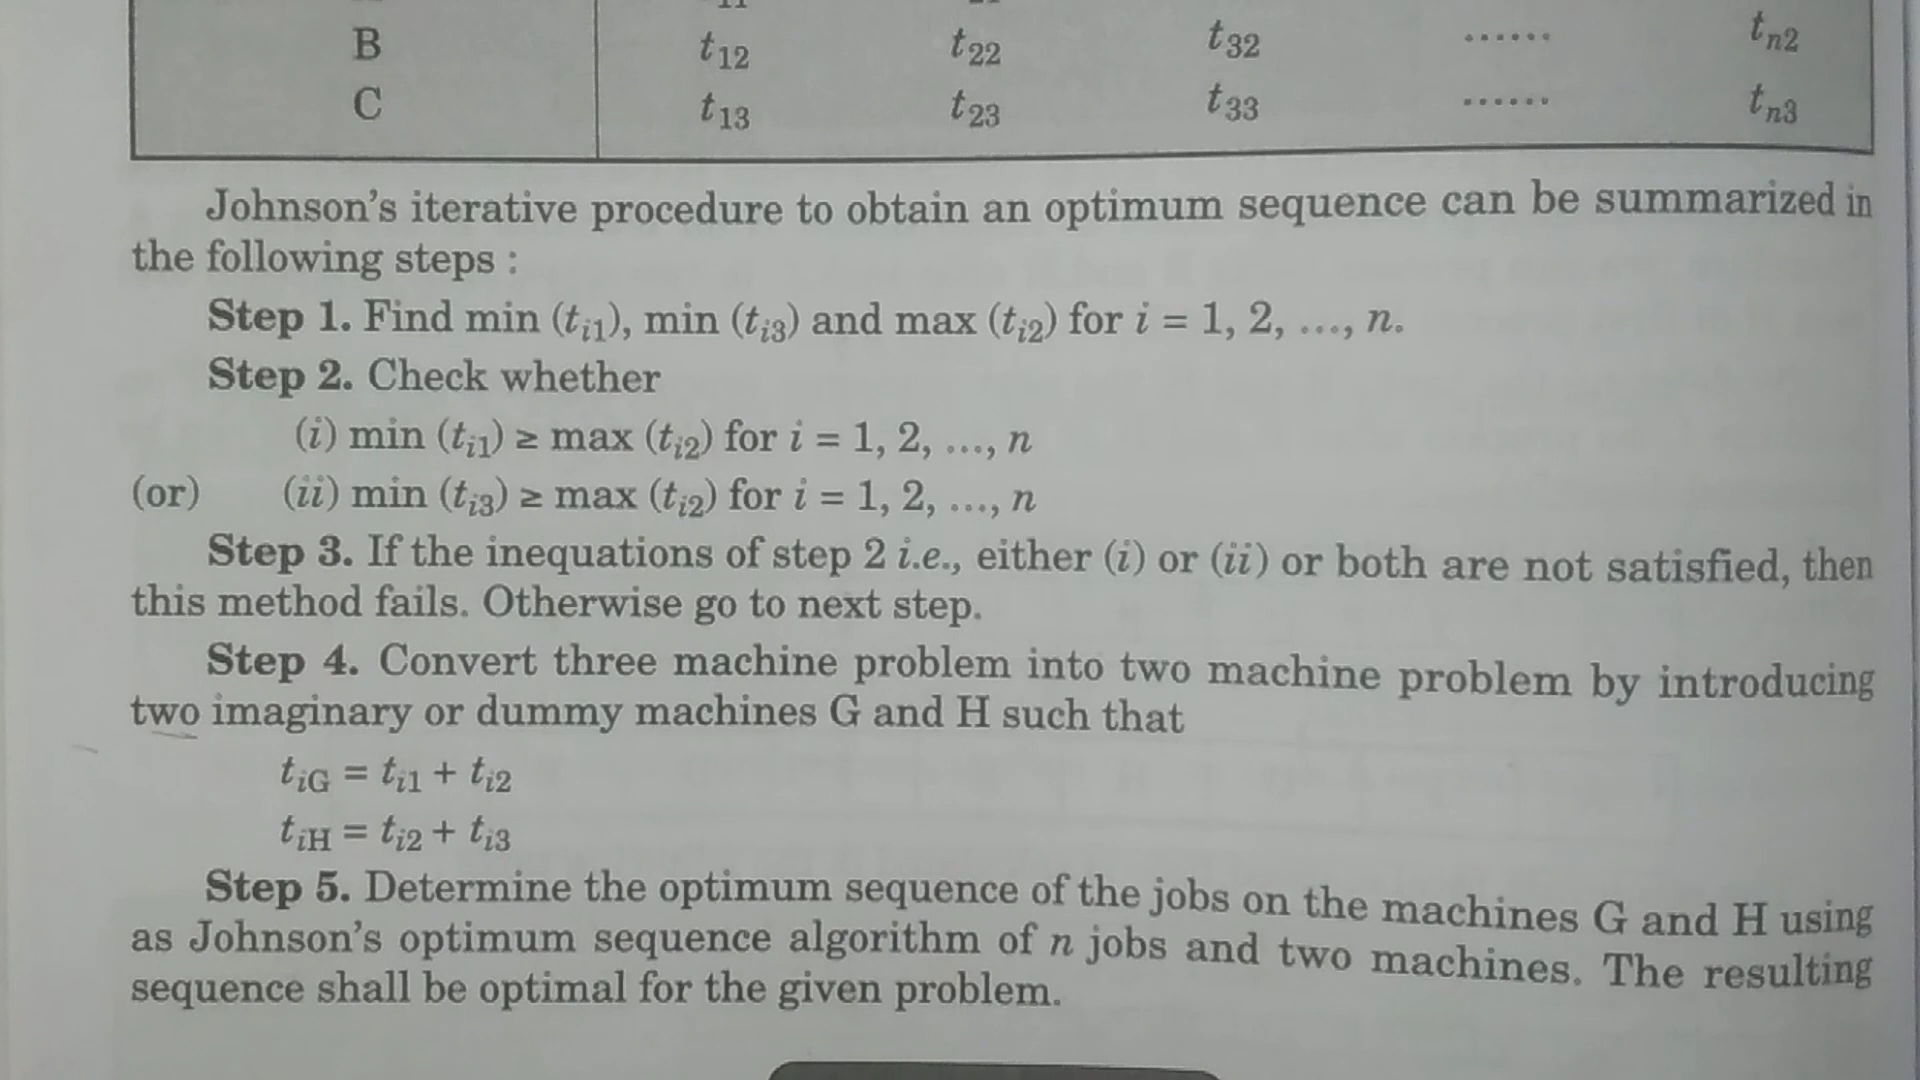 B t12 t22 t32 ...... tn2
C t13 t23 t33 ...... tn3
Johnson's iterative procedure to obtain an optimum sequence can be summarized in
the following steps :
Step 1. Find min (ti1), min (ti3) and max (ti2) for i = 1, 2, ..., n.
Step 2. Check whether
(i) min (ti1) ≥ max (ti2) for i = 1, 2, ..., n
(or) (ii) min (ti3) ≥ max (ti2) for i = 1, 2, ..., n
Step 3. If the inequations of step 2 i.e., either (i) or (ii) or both are not satisfied, then
this method fails. Otherwise go to next step.
Step 4. Convert three machine problem into two machine problem by introducing
two imaginary or dummy machines G and H such that
tiG = ti1 + ti2
tiH = ti2 + ti3
Step 5. Determine the optimum sequence of the jobs on the machines G and H using
as Johnson's optimum sequence algorithm of n jobs and two machines. The resulting
sequence shall be optimal for the given problem.